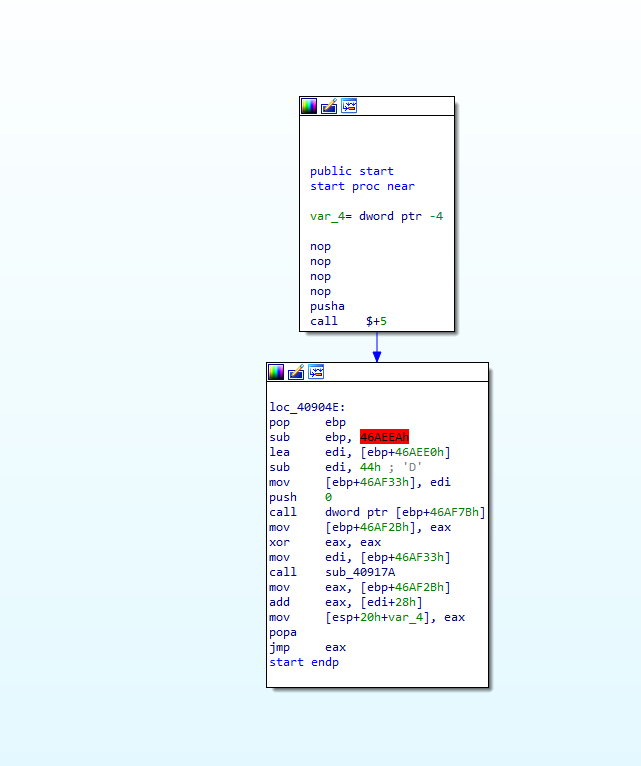 public start
start proc near
var_4= dword ptr -4
nop
nop
nop
nop
pusha
call    $+5
loc_40904E:
pop     ebp
sub     ebp, 46AEEAh
lea     edi, [ebp+46AEE0h]
sub     edi, 44h ; 'D'
mov     [ebp+46AF33h], edi
push    0
call    dword ptr [ebp+46AF7Bh]
mov     [ebp+46AF2Bh], eax
xor     eax, eax
mov     edi, [ebp+46AF33h]
call    sub_40917A
mov     eax, [ebp+46AF2Bh]
add     eax, [edi+28h]
mov     [esp+20h+var_4], eax
popa
jmp     eax
start endp